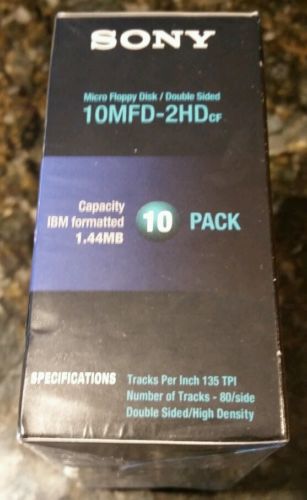 SONY
Micro Floppy Disk / Double Sided
10MFD-2HDCF
Capacity
IBM formatted
1.44MB
10 PACK
SPECIFICATIONS
Tracks Per Inch 135 TPI
Number of Tracks - 80/side
Double Sided/High Density